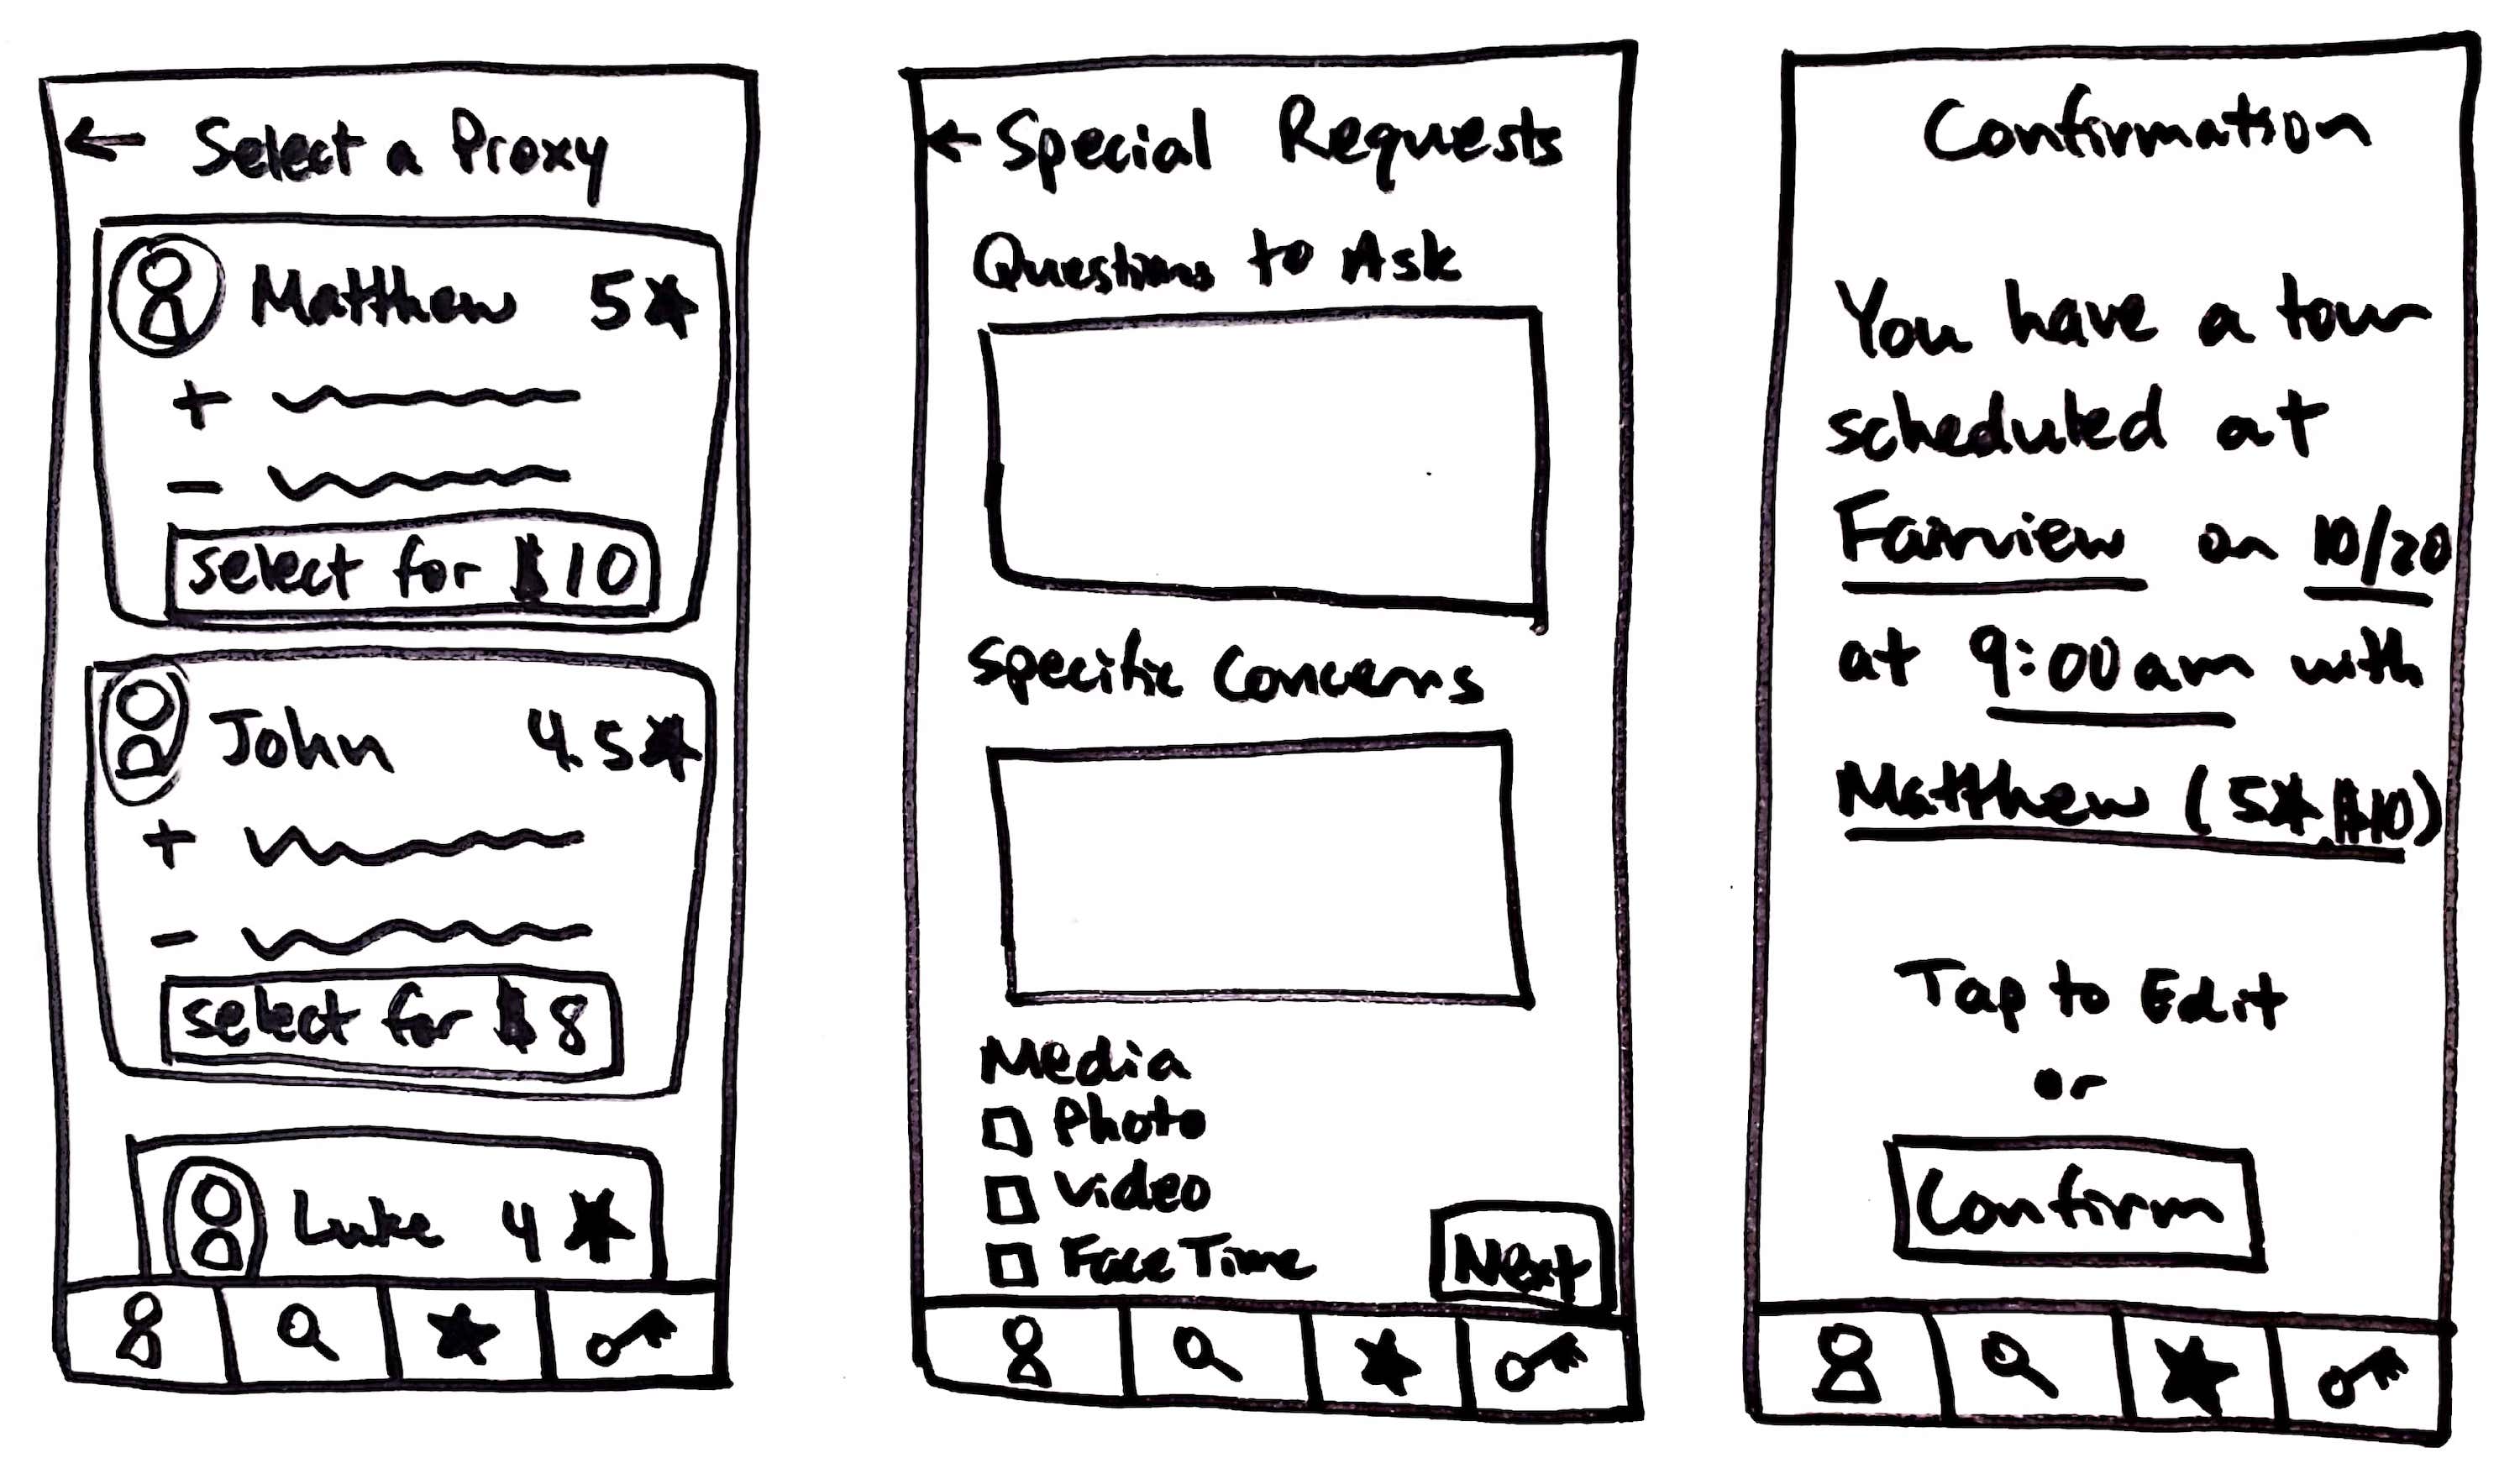 ← Select a Proxy
Matthew 5★
+
-
select for $10
John 4.5★
+
-
select for $8
Luke 4★
← Special Requests
Questions to Ask
Specific Concerns
Media
Photo
Video
FaceTime
Next
Confirmation
You have a tour
scheduled at
Fairview on 10/20
at 9:00am with
Matthew (5★ $10)
Tap to Edit
or
Confirm